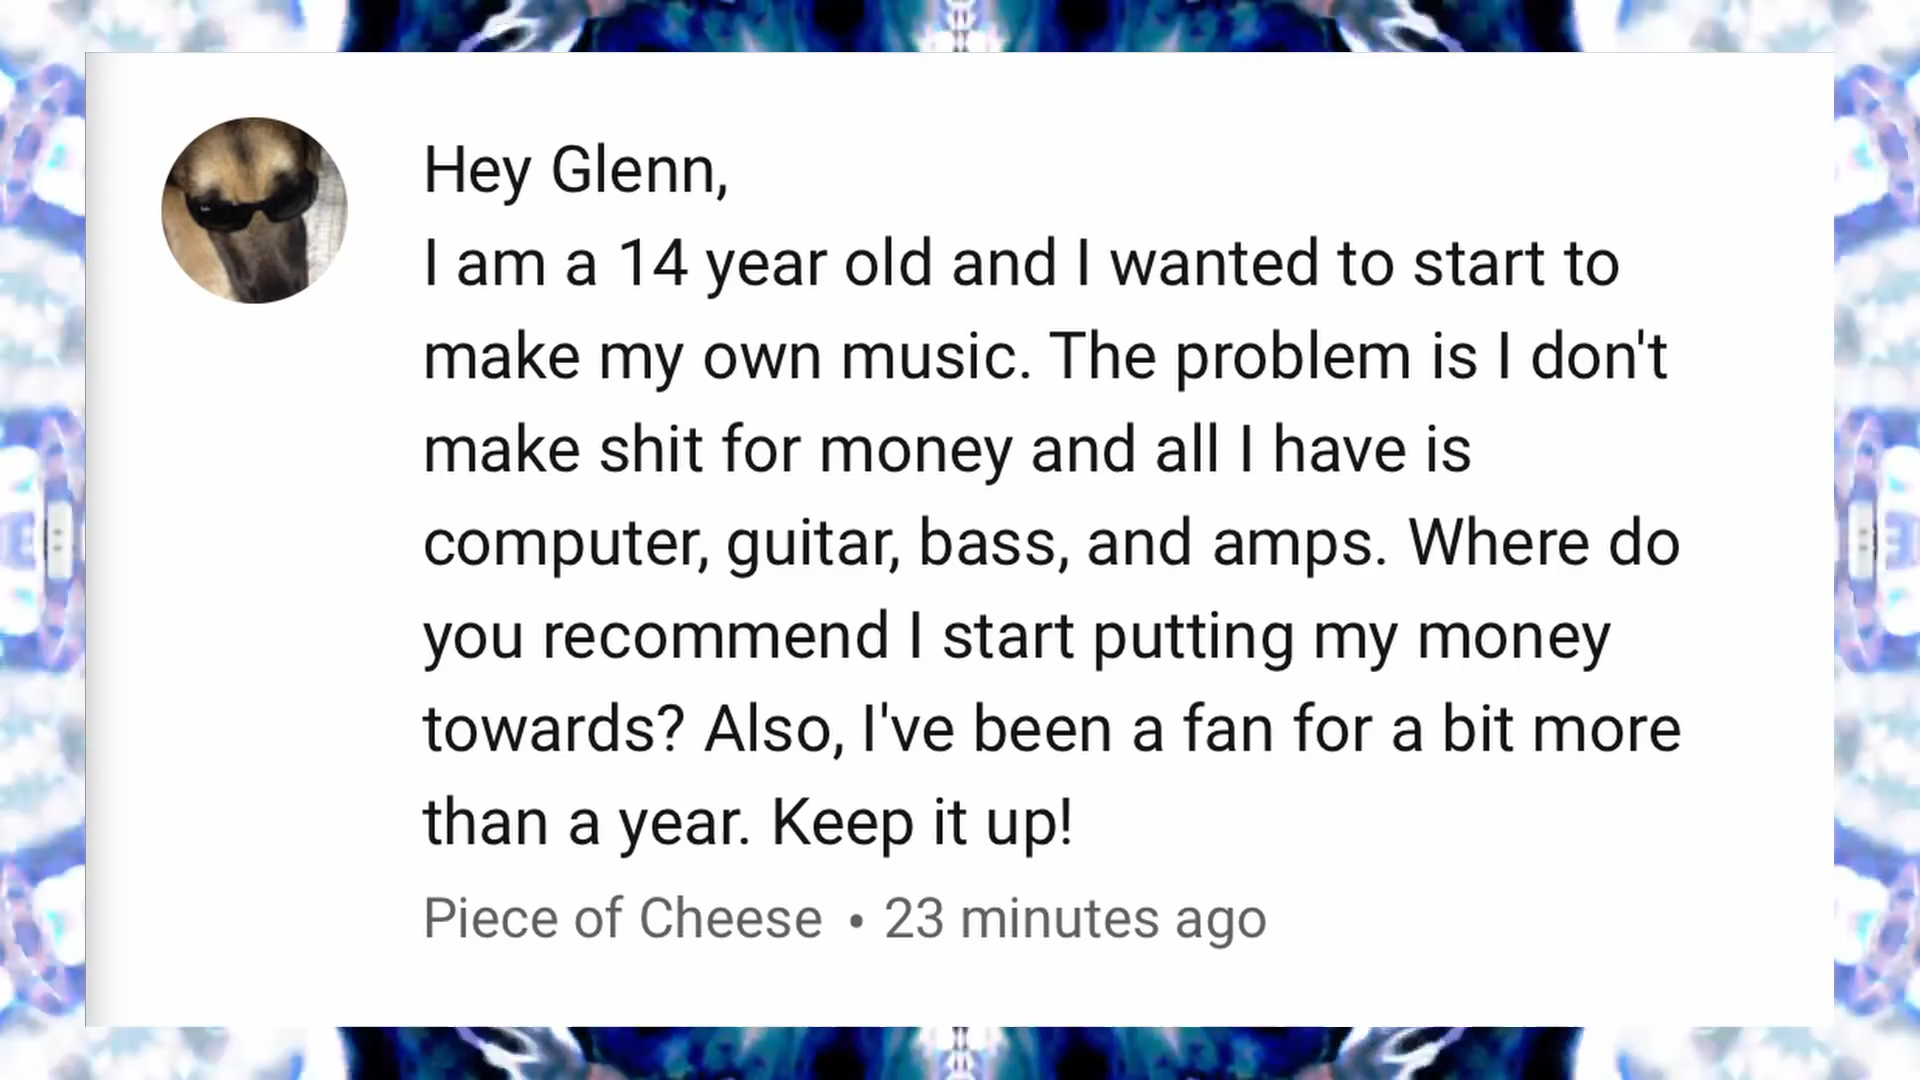 Hey Glenn,
I am a 14 year old and I wanted to start to
make my own music. The problem is I don't
make shit for money and all I have is
computer, guitar, bass, and amps. Where do
you recommend I start putting my money
towards? Also, I've been a fan for a bit more
than a year. Keep it up!
Piece of Cheese • 23 minutes ago